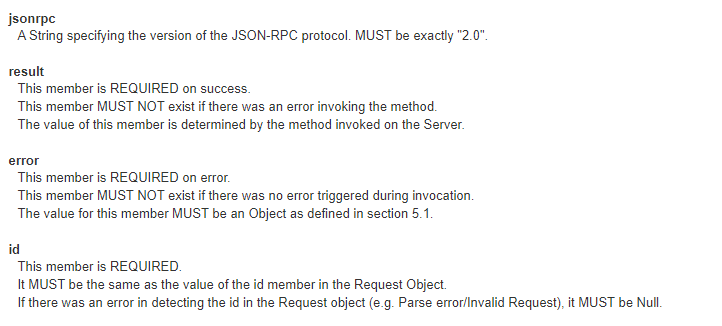 jsonrpc
A String specifying the version of the JSON-RPC protocol. MUST be exactly "2.0".
result
This member is REQUIRED on success.
This member MUST NOT exist if there was an error invoking the method.
The value of this member is determined by the method invoked on the Server.
error
This member is REQUIRED on error.
This member MUST NOT exist if there was no error triggered during invocation.
The value for this member MUST be an Object as defined in section 5.1.
id
This member is REQUIRED.
It MUST be the same as the value of the id member in the Request Object.
If there was an error in detecting the id in the Request object (e.g. Parse error/Invalid Request), it MUST be Null.